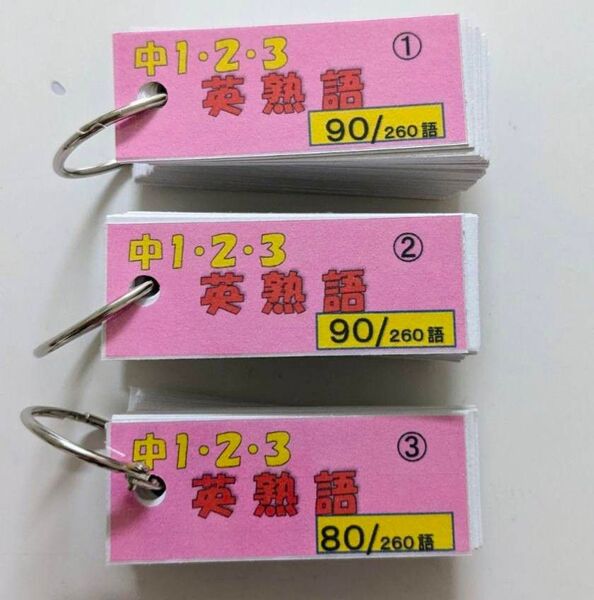 中1・2・3 ①
英熟語
90/260語
中1・2・3 ②
英熟語
90/260語
中1・2・3 ③
英熟語
80/260語